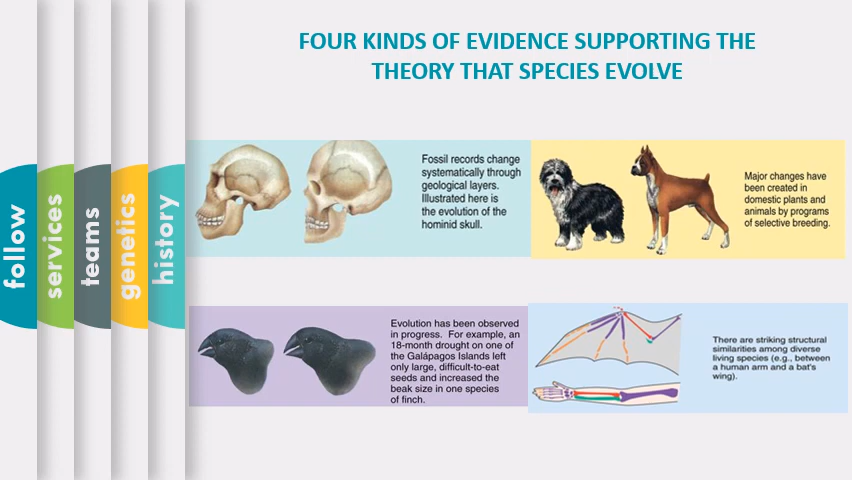 FOUR KINDS OF EVIDENCE SUPPORTING THE
THEORY THAT SPECIES EVOLVE
follow
services
teams
genetics
history
Fossil records change
systematically through
geological layers.
Illustrated here is
the evolution of the
hominid skull.
Major changes have
been created in
domestic plants and
animals by programs
of selective breeding.
Evolution has been observed
in progress. For example, an
18-month drought on one of
the Galápagos Islands left
only large, difficult-to-eat
seeds and increased the
beak size in one species
of finch.
There are striking structural
similarities among diverse
living species (e.g., between
a human arm and a bat's
wing).